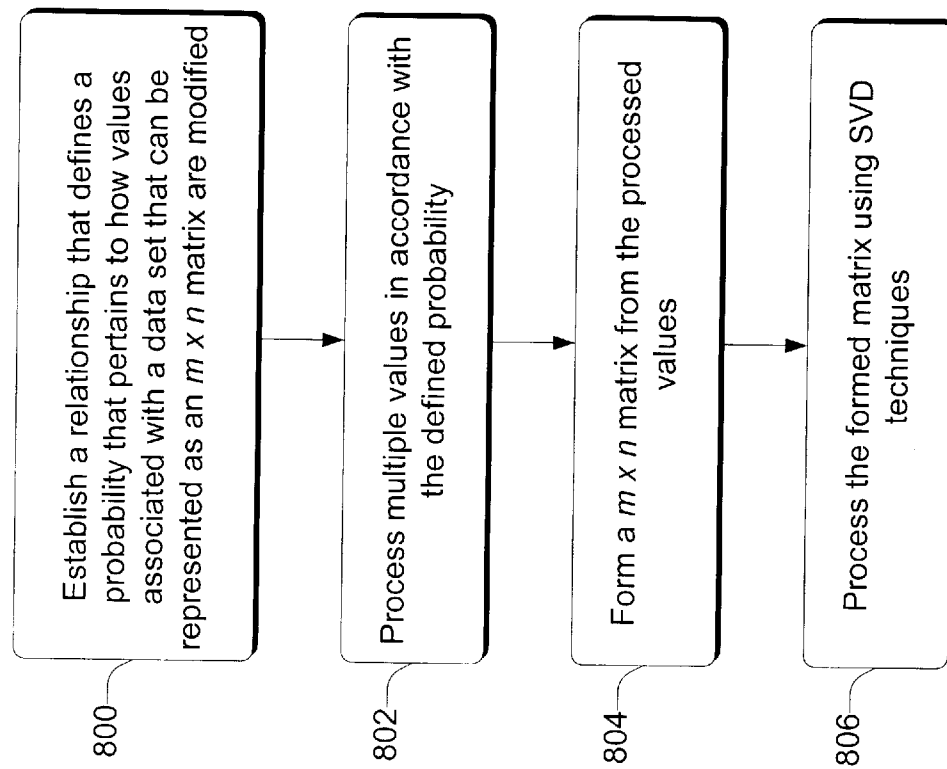 800
Establish a relationship that defines a
probability that pertains to how values
associated with a data set that can be
represented as an m x n matrix are modified
802
Process multiple values in accordance with
the defined probability
804
Form a m x n matrix from the processed
values
806
Process the formed matrix using SVD
techniques